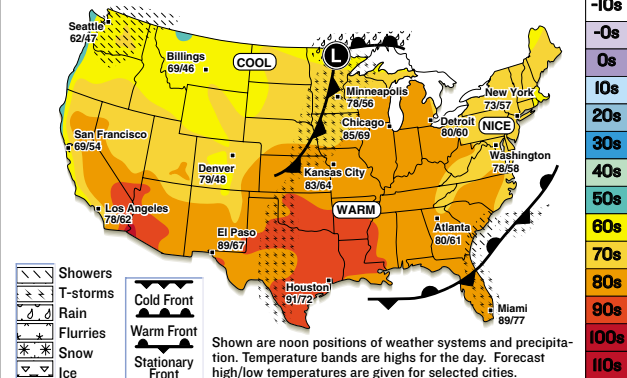 Seattle
62/47
Billings
69/46
COOL
L
Minneapolis
78/56
New York
73/57
Chicago
85/69
Detroit
80/60
NICE
San Francisco
69/54
Washington
78/58
Denver
79/48
Kansas City
83/64
Los Angeles
78/62
WARM
El Paso
89/67
Atlanta
80/61
Houston
91/72
Miami
89/77
Showers
T-storms
Rain
Flurries
Snow
Ice
Cold Front
Warm Front
Stationary
Front
Shown are noon positions of weather systems and precipita-
tion. Temperature bands are highs for the day. Forecast
high/low temperatures are given for selected cities.
-10s
-0s
0s
10s
20s
30s
40s
50s
60s
70s
80s
90s
100s
110s